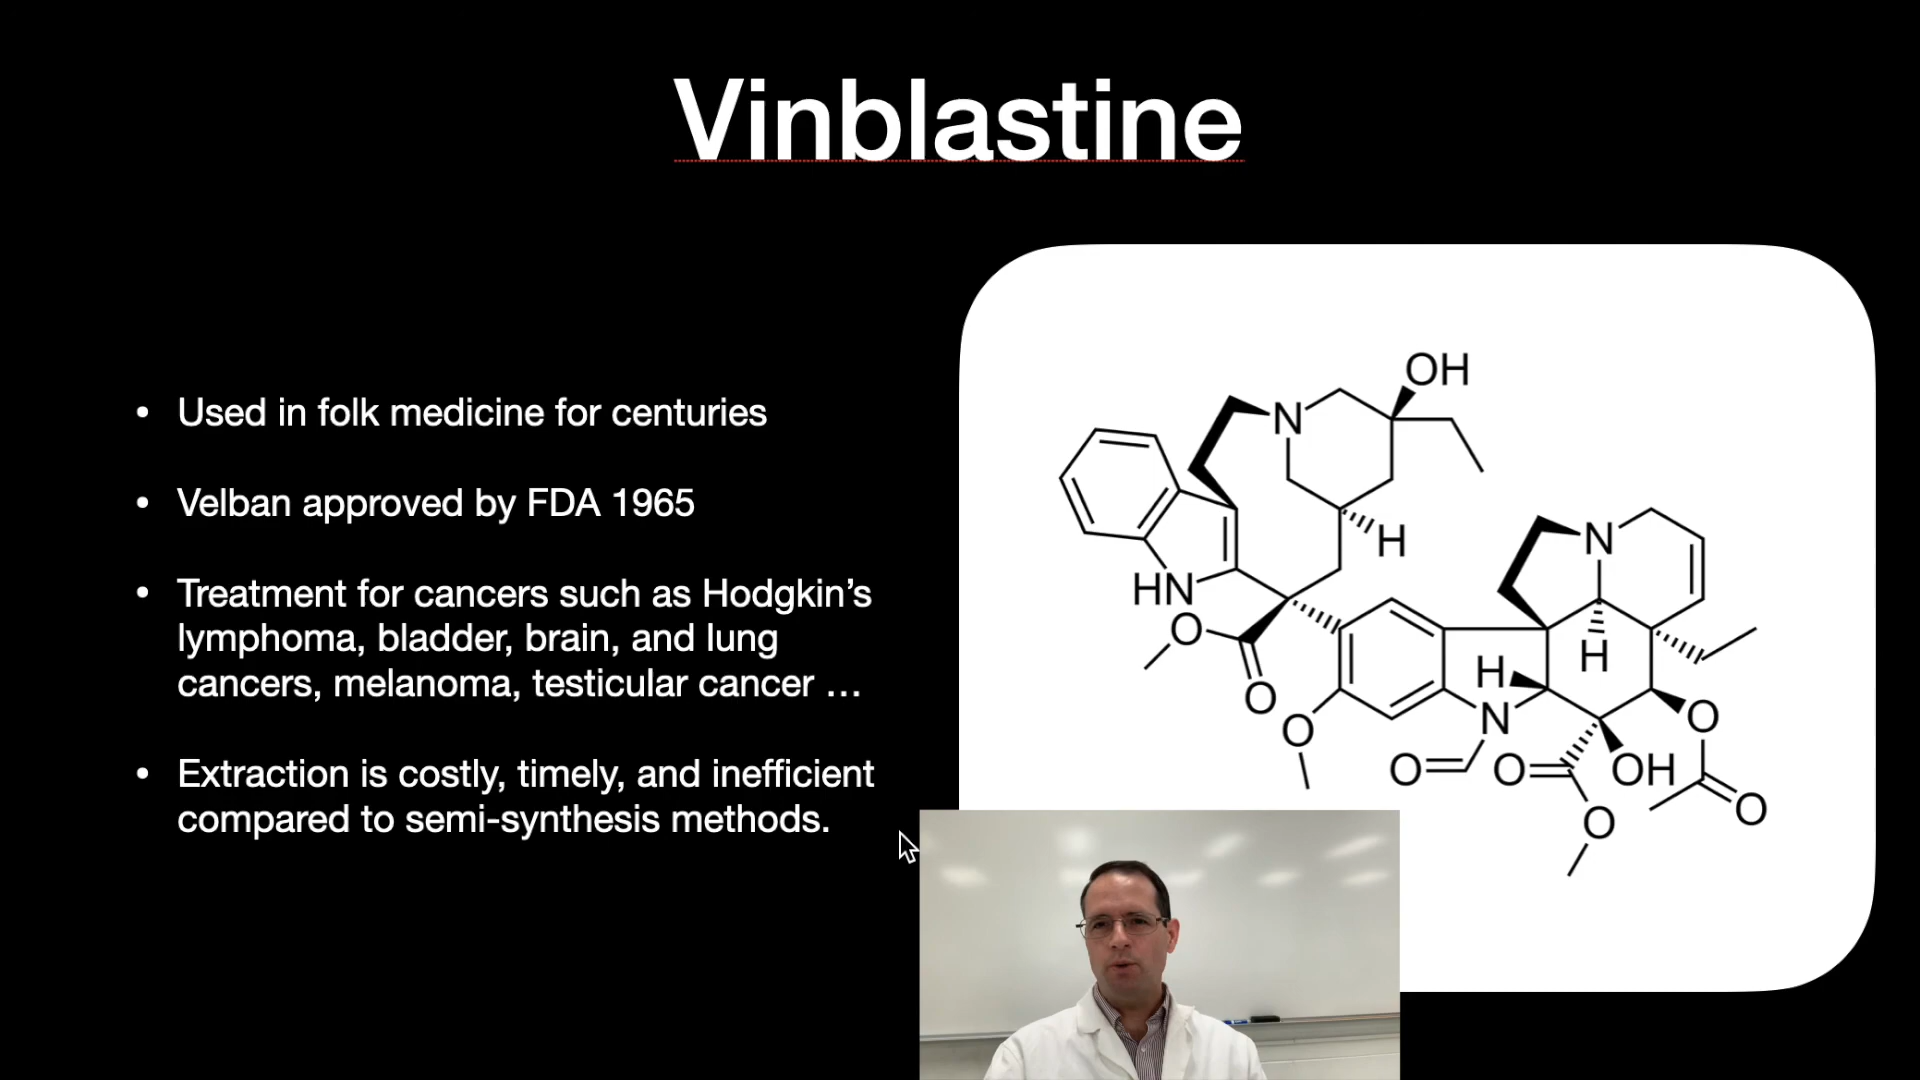 Vinblastine
• Used in folk medicine for centuries
• Velban approved by FDA 1965
• Treatment for cancers such as Hodgkin’s
lymphoma, bladder, brain, and lung
cancers, melanoma, testicular cancer …
• Extraction is costly, timely, and inefficient
compared to semi-synthesis methods.
OH
N
H
HN
O
O
O
N
H
H
N
O
O
OH
O
O
O